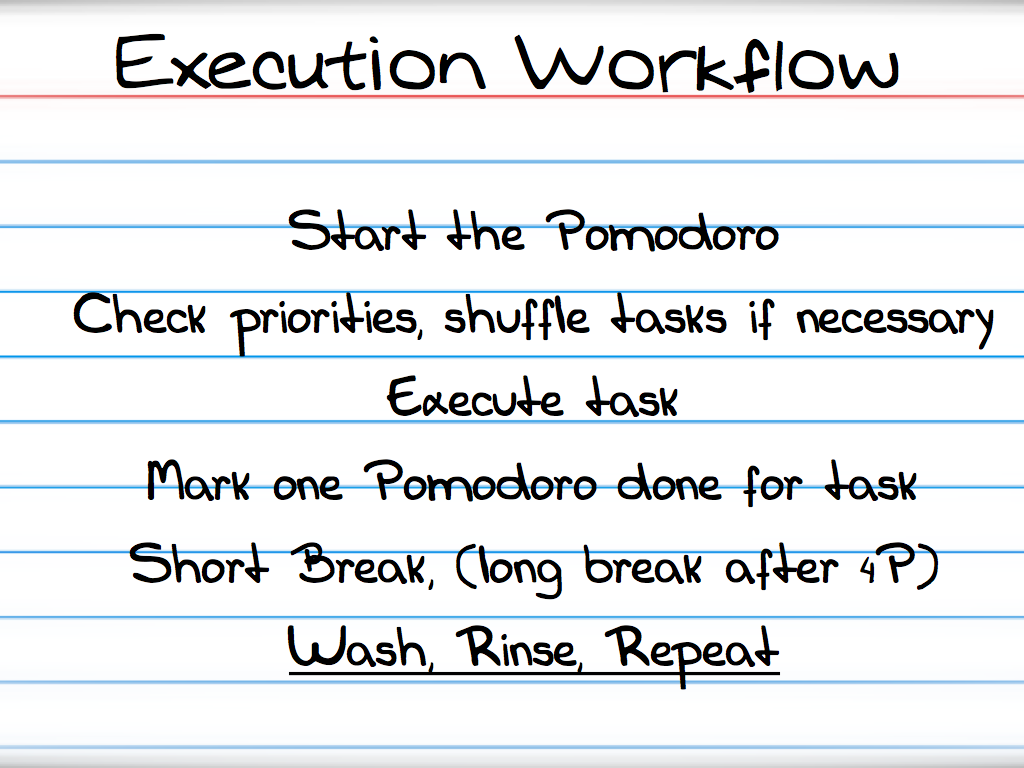 Execution Workflow
Start the Pomodoro
Check priorities, shuffle tasks if necessary
Execute task
Mark one Pomodoro done for task
Short Break, (long break after 4P)
Wash, Rinse, Repeat